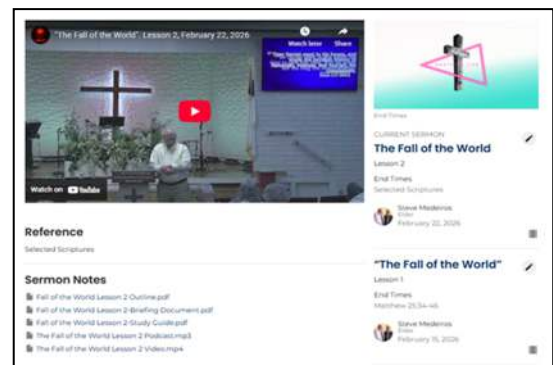 "The Fall of the World". Lesson 2, February 22, 2026
Watch later
Share
Watch on YouTube
Reference
Selected Scriptures
Sermon Notes
Fall of the World Lesson 2 Outline.pdf
Fall of the World Lesson 2-Briefing Document.pdf
Fall of the World Lesson 2-Study Guide.pdf
The Fall of the World Lesson 2 Podcast.mp3
The Fall of the World Lesson 2 Video.mp4
End Times
CURRENT SERMON
The Fall of the World
Lesson 2
End Times
Selected Scriptures
Steve Medeiros
Elder
February 22, 2026
"The Fall of the World"
Lesson 1
End Times
Matthew 25:34-46
Steve Medeiros
Elder
February 15, 2026